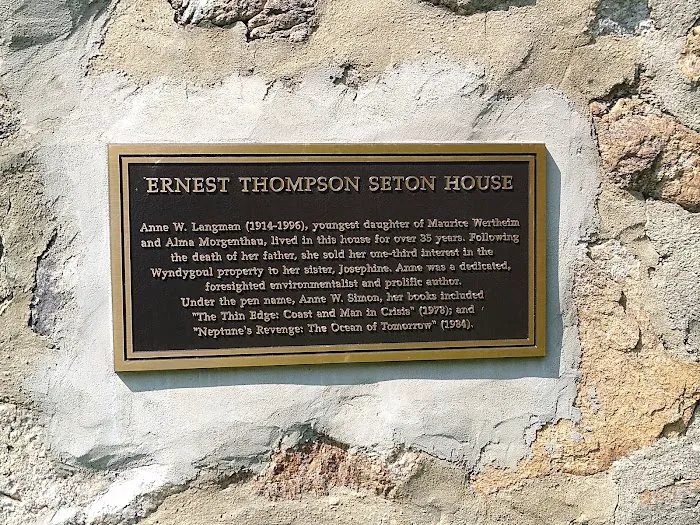 ERNEST THOMPSON SETON HOUSE
Anne W. Langman (1914-1996), youngest daughter of Maurice Wertheim
and Alma Morgenthau, lived in this house for over 35 years. Following
the death of her father, she sold her one-third interest in the
Wyndygoul property to her sister, Josephine. Anne was a dedicated,
foresighted environmentalist and prolific author.
Under the pen name, Anne W. Simon, her books included
"The Thin Edge: Coast and Man in Crisis" (1978); and
"Neptune's Revenge: The Ocean of Tomorrow" (1984).